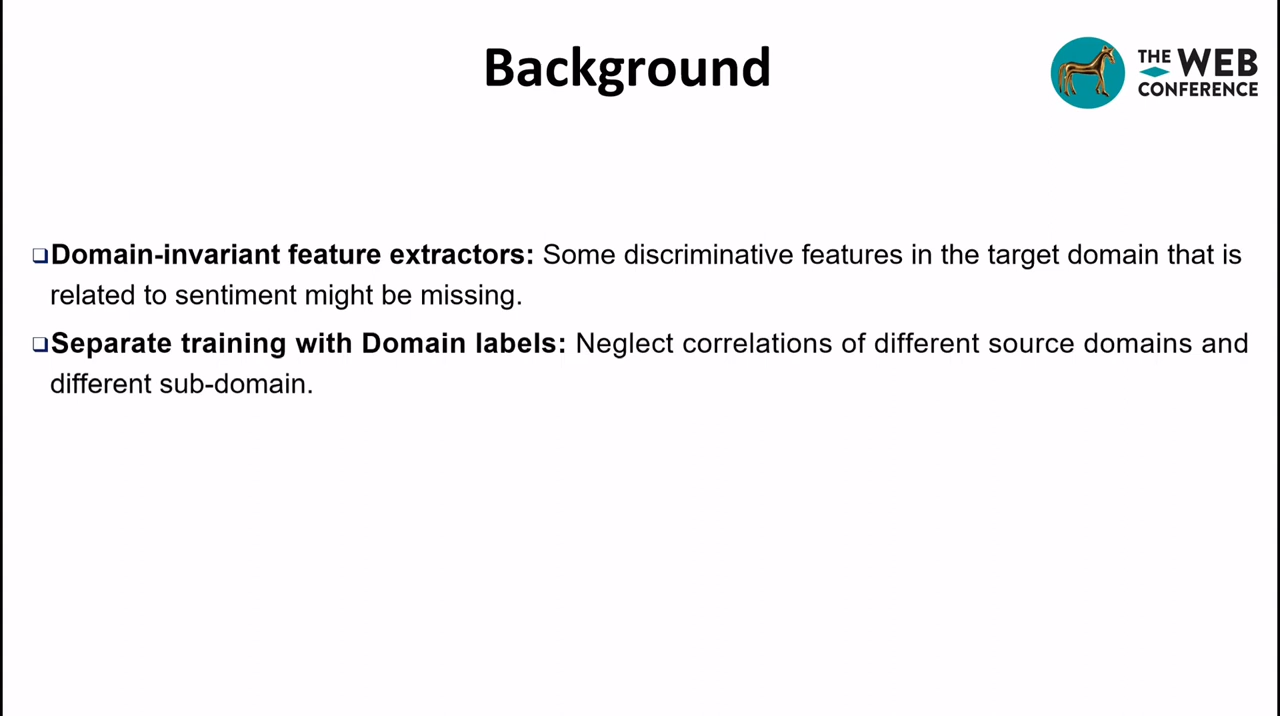 Background
THE WEB
CONFERENCE
❑Domain-invariant feature extractors: Some discriminative features in the target domain that is
related to sentiment might be missing.
❑Separate training with Domain labels: Neglect correlations of different source domains and
different sub-domain.